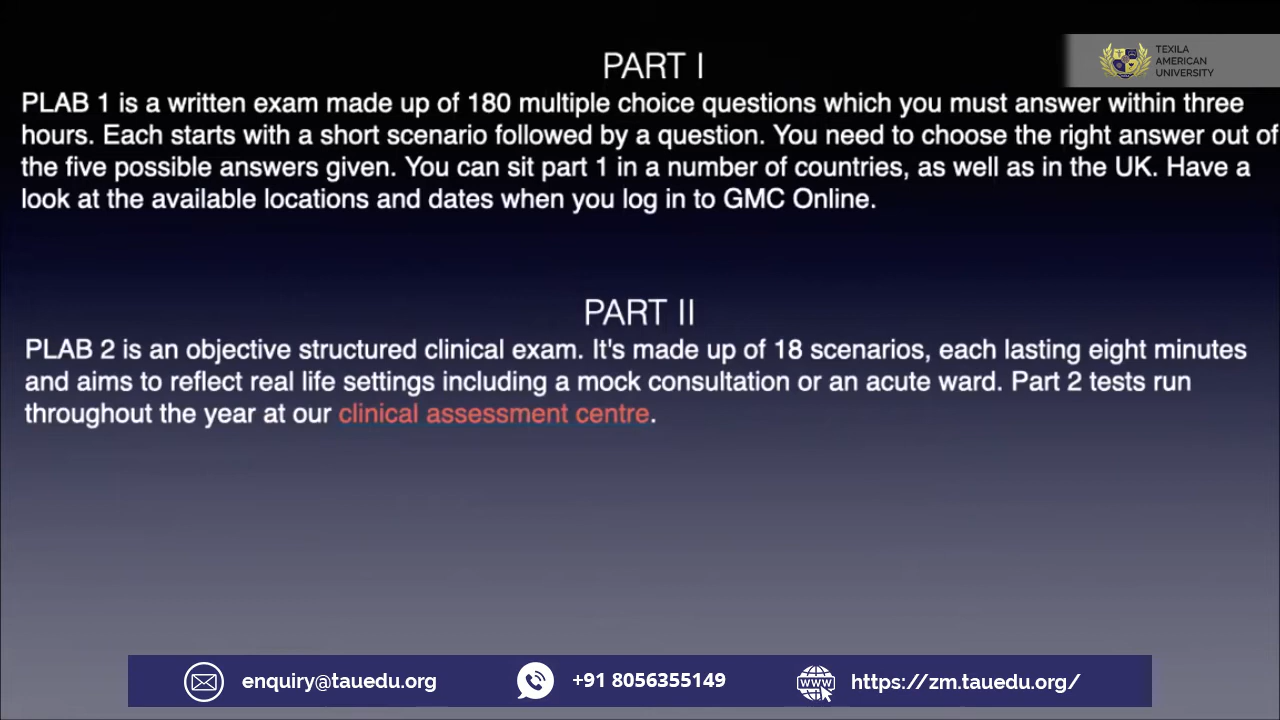 PART I
TEXILA
AMERICAN
UNIVERSITY
PLAB 1 is a written exam made up of 180 multiple choice questions which you must answer within three
hours. Each starts with a short scenario followed by a question. You need to choose the right answer out of
the five possible answers given. You can sit part 1 in a number of countries, as well as in the UK. Have a
look at the available locations and dates when you log in to GMC Online.
PART II
PLAB 2 is an objective structured clinical exam. It's made up of 18 scenarios, each lasting eight minutes
and aims to reflect real life settings including a mock consultation or an acute ward. Part 2 tests run
throughout the year at our clinical assessment centre.
enquiry@tauedu.org
+91 8056355149
WWW
https://zm.tauedu.org/